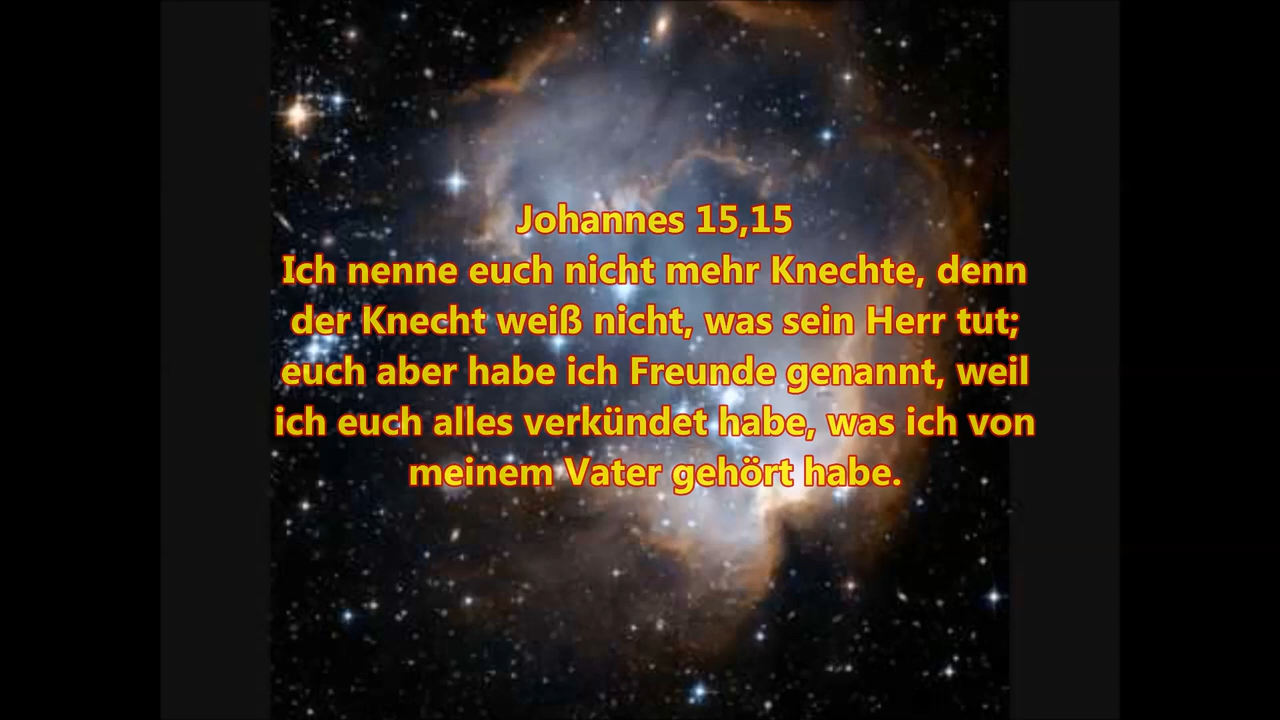 Johannes 15,15
Ich nenne euch nicht mehr Knechte, denn
der Knecht weiß nicht, was sein Herr tut;
euch aber habe ich Freunde genannt, weil
ich euch alles verkündet habe, was ich von
meinem Vater gehört habe.